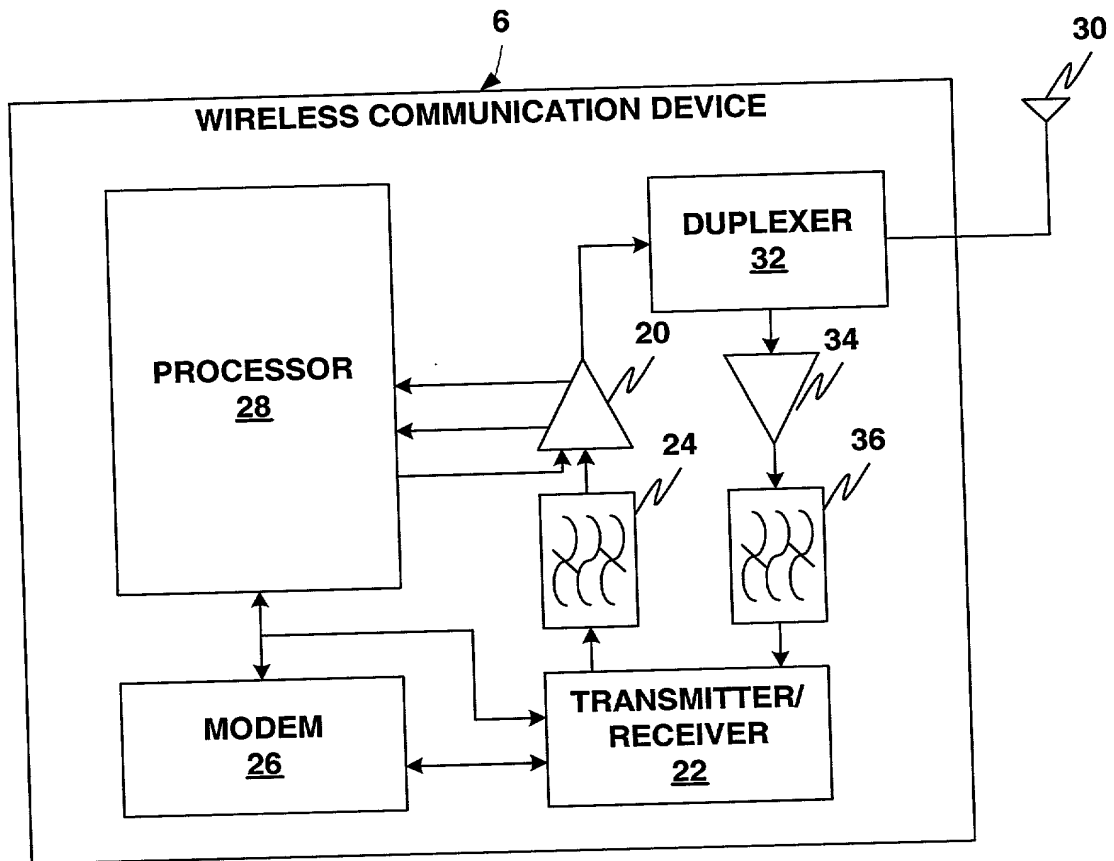 6
30
WIRELESS COMMUNICATION DEVICE
DUPLEXER
32
20
34
PROCESSOR
28
24
36
TRANSMITTER/
RECEIVER
22
MODEM
26